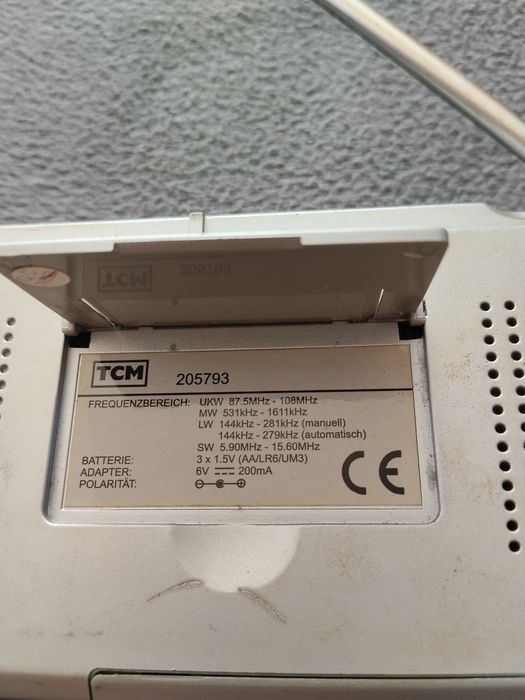 TCM 205793
FREQUENZBEREICH: UKW 87.5MHz - 108MHz
MW 531kHz - 1611kHz
LW 144kHz - 281kHz (manuell)
144kHz - 279kHz (automatisch)
SW 5.90MHz - 15.60MHz
BATTERIE: 3 x 1.5V (AA/LR6/UM3)
ADAPTER: 6V 200mA
POLARITÄT:
CE